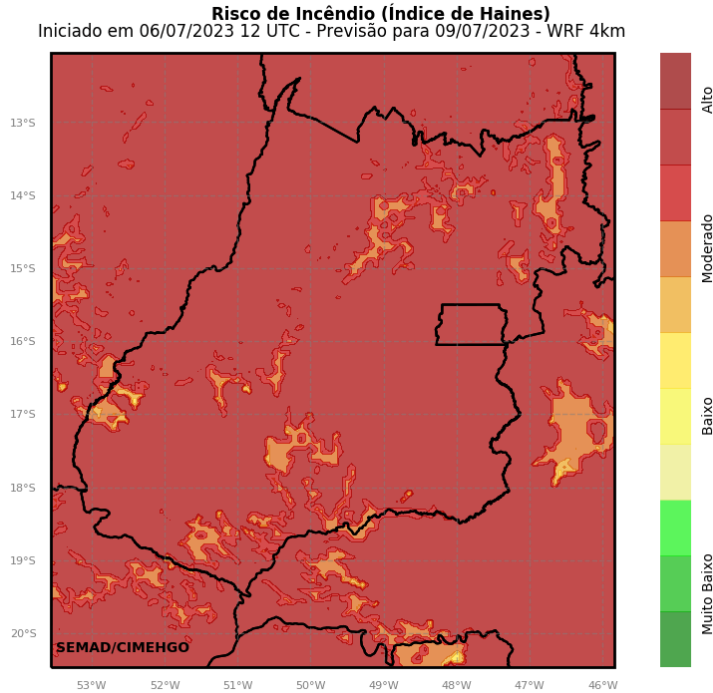 Risco de Incêndio (Índice de Haines)
Iniciado em 06/07/2023 12 UTC - Previsão para 09/07/2023 - WRF 4km
Alto
Moderado
Baixo
Muito Baixo
13°S
14°S
15°S
16°S
17°S
18°S
19°S
20°S
SEMAD/CIMEHGO
53°W
52°W
51°W
50°W
49°W
48°W
47°W
46°W